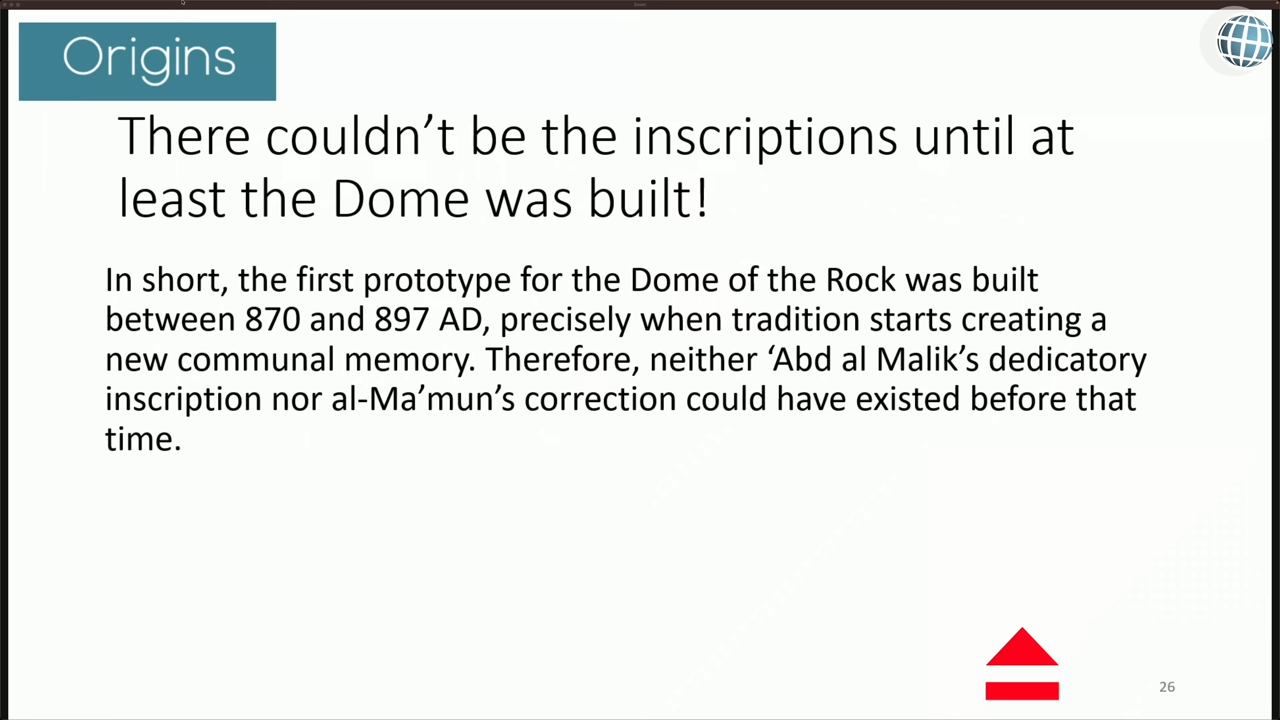 Origins
There couldn’t be the inscriptions until at
least the Dome was built!
In short, the first prototype for the Dome of the Rock was built
between 870 and 897 AD, precisely when tradition starts creating a
new communal memory. Therefore, neither ‘Abd al Malik’s dedicatory
inscription nor al-Ma’mun’s correction could have existed before that
time.
26